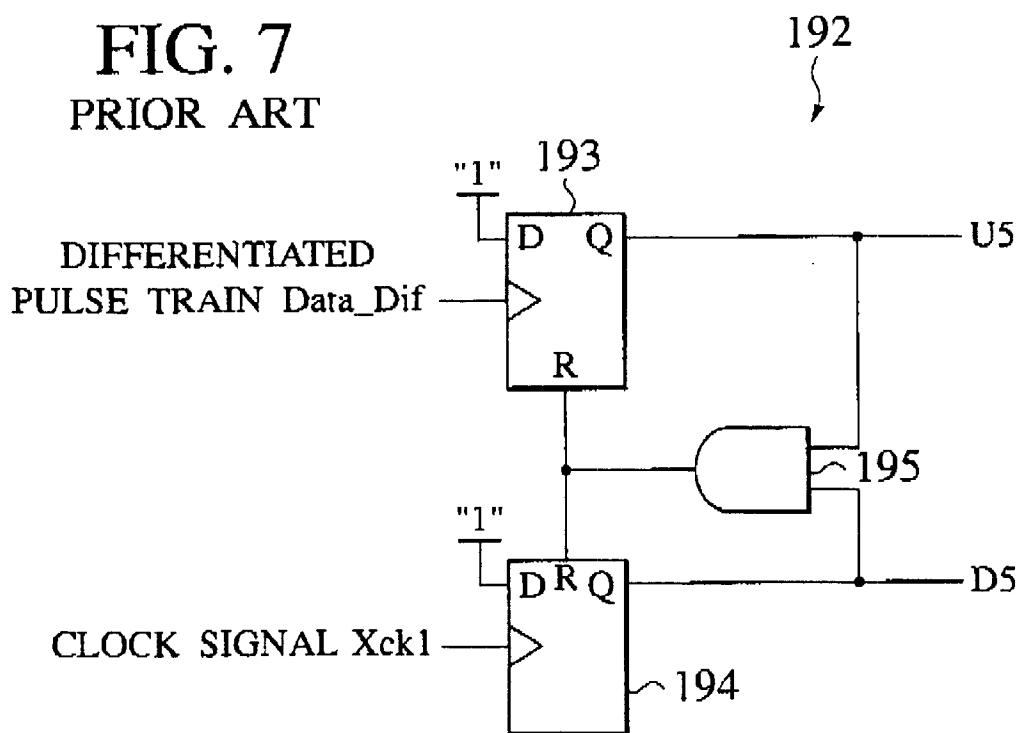 FIG. 7
PRIOR ART
192
193
"1"
D Q
U5
DIFFERENTIATED
PULSE TRAIN Data_Dif
R
195
"1"
D R Q
D5
CLOCK SIGNAL Xck1
194